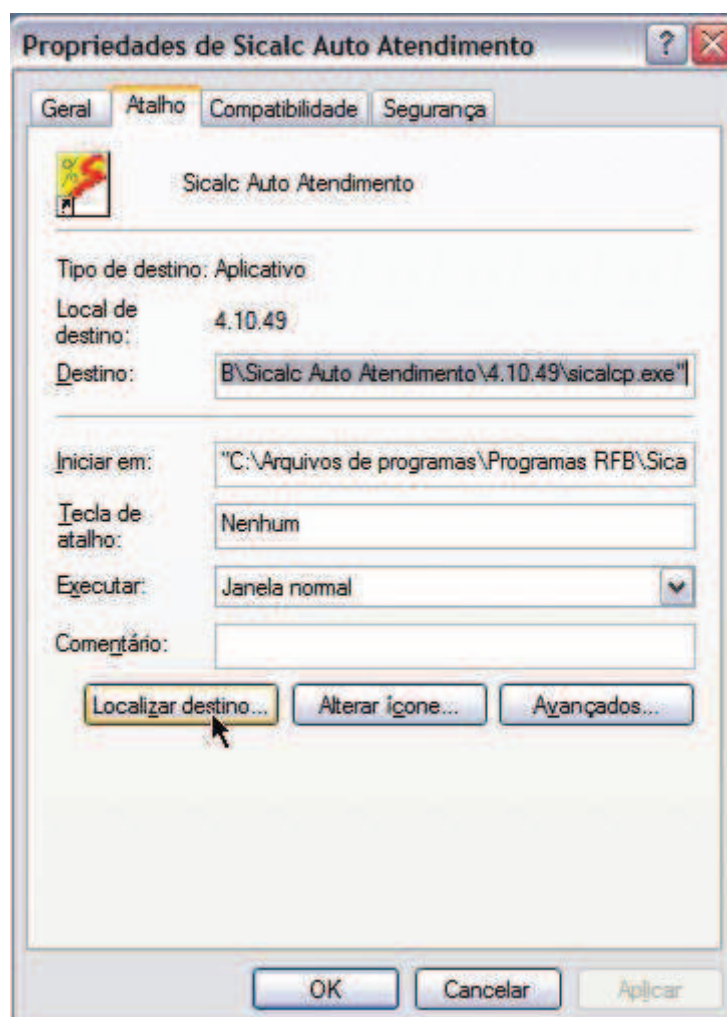 Propriedades de Sicalc Auto Atendimento
Geral Atalho Compatibilidade Segurança
Sicalc Auto Atendimento
Tipo de destino: Aplicativo
Local de destino: 4.10.49
Destino: B\Sicalc Auto Atendimento\4.10.49\sicalcp.exe"
Iniciar em: "C:\Arquivos de programas\Programas RFB\Sica
Tecla de atalho: Nenhum
Executar: Janela normal
Comentário:
Localizar destino... Alterar ícone... Avançados...
OK Cancelar Aplicar